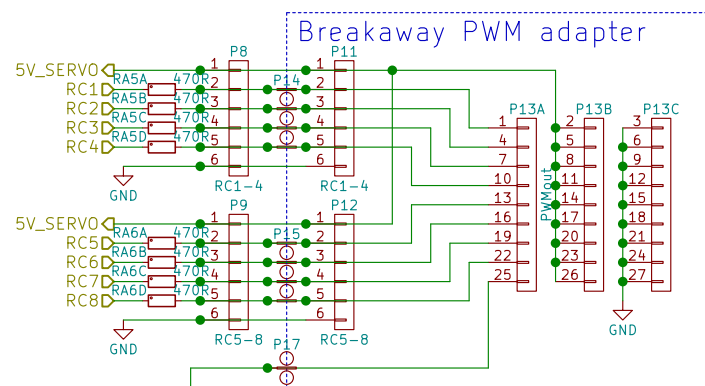 Breakaway PWM adapter
P8 P11
5V_SERVO 1 1
RA5A 470R P14
RC1 2 2
RA5B 470R
RC2 3 3
RA5C 470R
RC3 4 4
RA5D 470R
RC4 5 5
6 6
GND
RC1-4 RC1-4
P13A P13B P13C
1 2 3
4 5 6
7 8 9
10 11 12
13 14 15
16 17 18
19 20 21
22 23 24
25 26 27
PWMout
GND
P9 P12
5V_SERVO 1 1
RA6A 470R P15
RC5 2 2
RA6B 470R
RC6 3 3
RA6C 470R
RC7 4 4
RA6D 470R
RC8 5 5
6 6
GND
RC5-8 RC5-8
P17